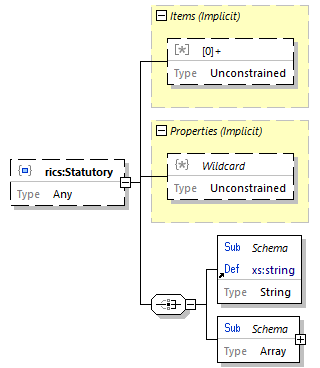 Items (Implicit)
[0]+
Type Unconstrained
Properties (Implicit)
Wildcard
Type Unconstrained
rics:Statutory
Type Any
Sub Schema
Def xs:string
Type String
Sub Schema
Type Array